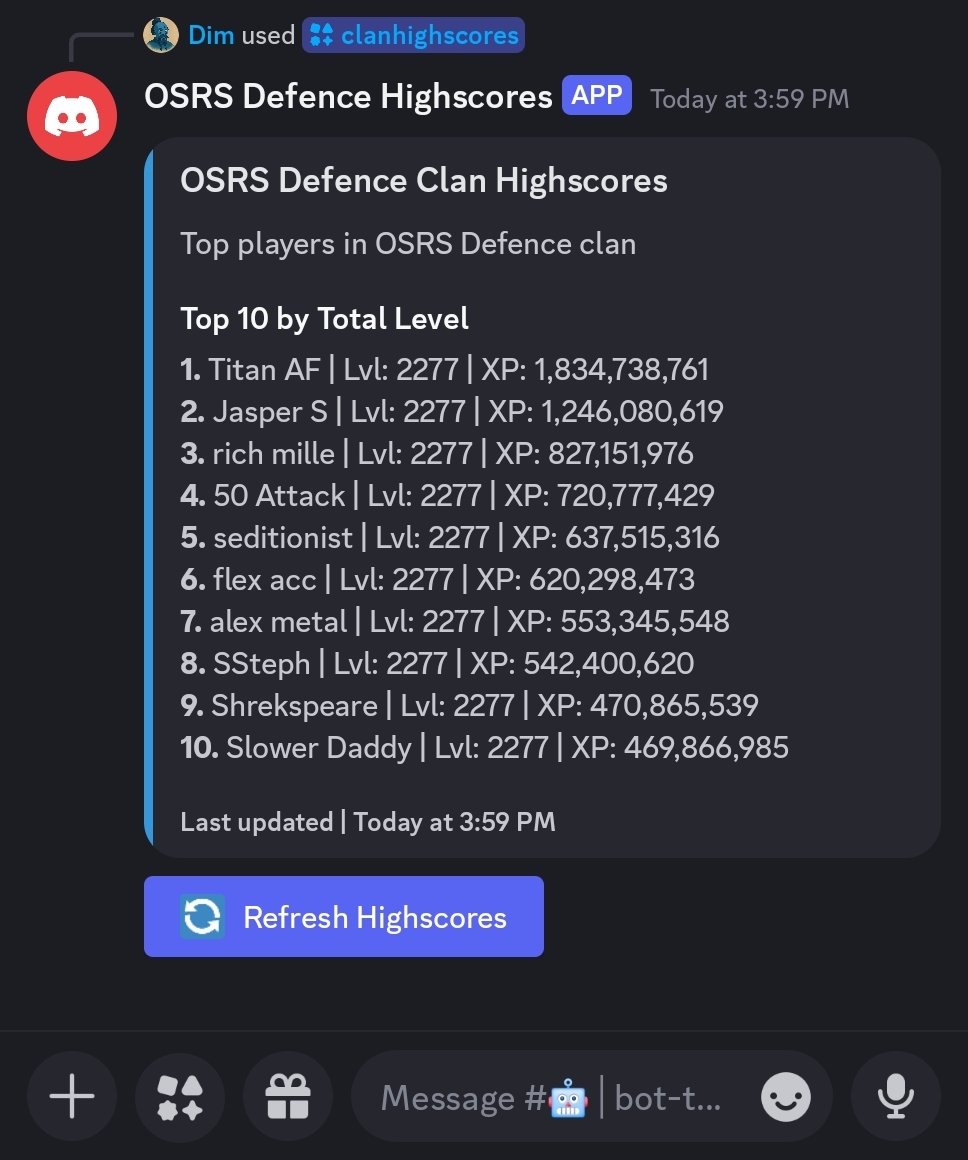 Dim used clanhighscores
OSRS Defence Highscores APP Today at 3:59 PM
OSRS Defence Clan Highscores
Top players in OSRS Defence clan
Top 10 by Total Level
1. Titan AF | Lvl: 2277 | XP: 1,834,738,761
2. Jasper S | Lvl: 2277 | XP: 1,246,080,619
3. rich mille | Lvl: 2277 | XP: 827,151,976
4. 50 Attack | Lvl: 2277 | XP: 720,777,429
5. seditionist | Lvl: 2277 | XP: 637,515,316
6. flex acc | Lvl: 2277 | XP: 620,298,473
7. alex metal | Lvl: 2277 | XP: 553,345,548
8. SSteph | Lvl: 2277 | XP: 542,400,620
9. Shrekspeare | Lvl: 2277 | XP: 470,865,539
10. Slower Daddy | Lvl: 2277 | XP: 469,866,985
Last updated | Today at 3:59 PM
Refresh Highscores
Message #🤖 | bot-t...